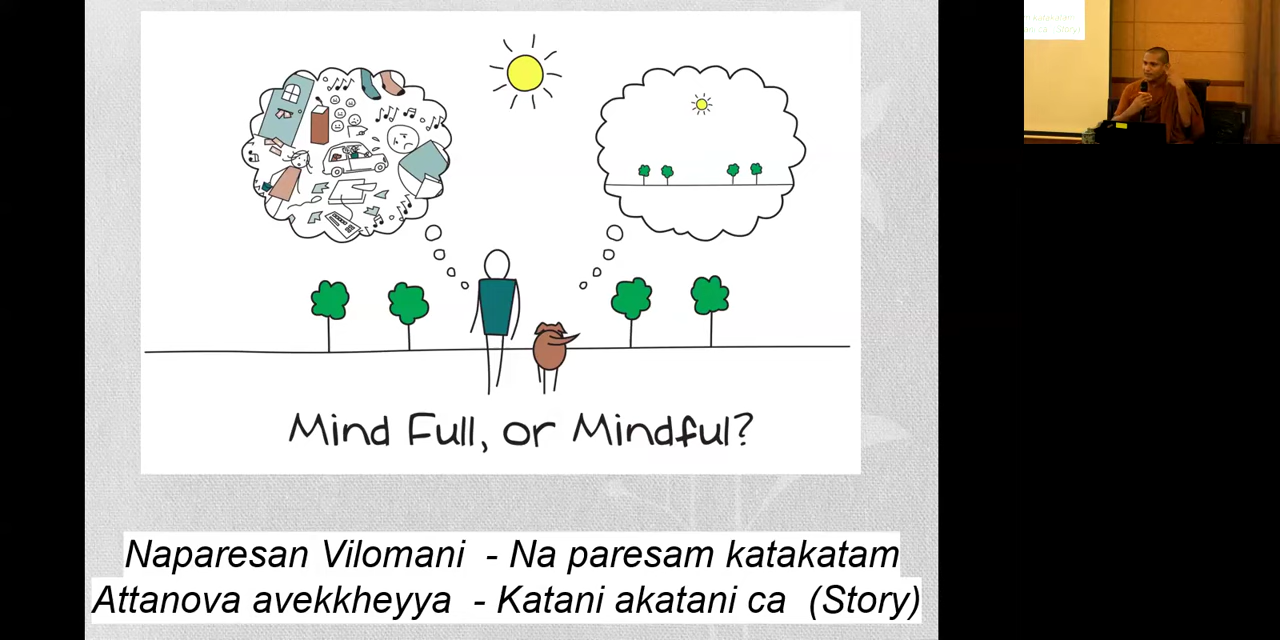 Mind Full, or Mindful?
Naparesan Vilomani - Na paresam katakatam
Attanova avekkheyya - Katani akatani ca (Story)